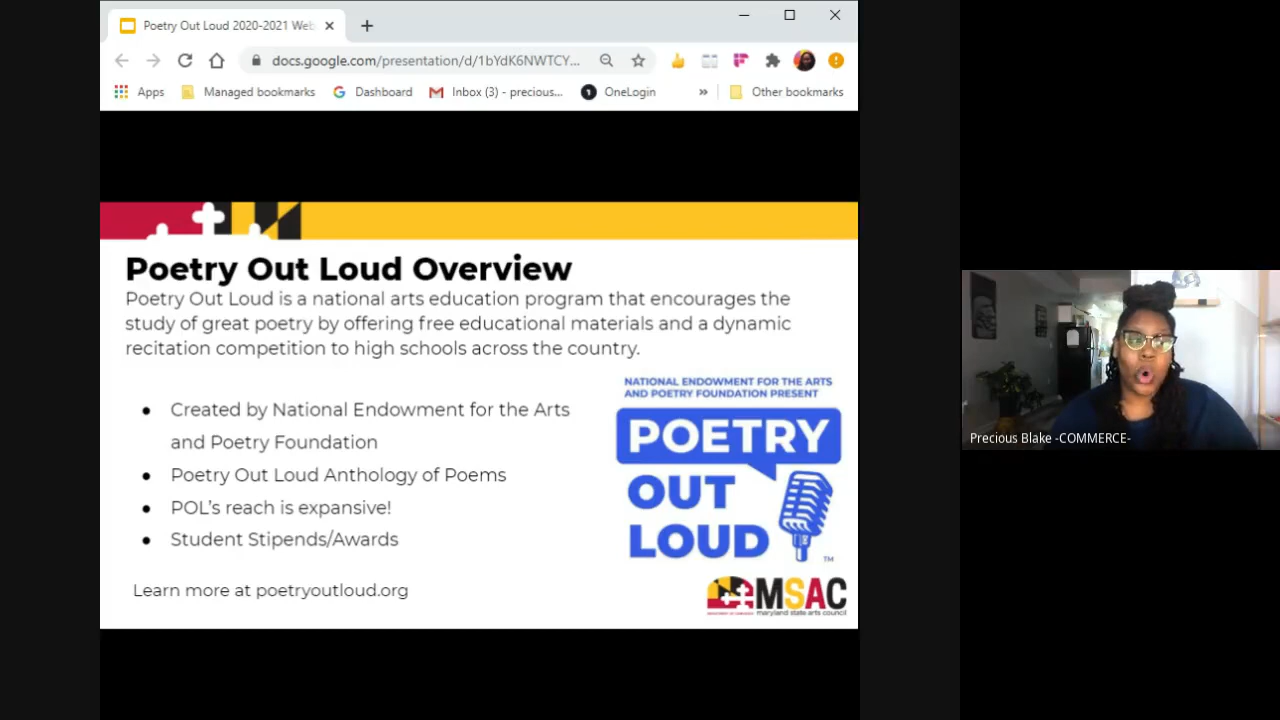 Poetry Out Loud 2020-2021 Web
docs.google.com/presentation/d/1bYdK6NWTCY...
Apps
Managed bookmarks
Dashboard
Inbox (3) - precious...
OneLogin
»
Other bookmarks
Poetry Out Loud Overview
Poetry Out Loud is a national arts education program that encourages the
study of great poetry by offering free educational materials and a dynamic
recitation competition to high schools across the country.
● Created by National Endowment for the Arts
and Poetry Foundation
● Poetry Out Loud Anthology of Poems
● POL's reach is expansive!
● Student Stipends/Awards
Learn more at poetryoutloud.org
NATIONAL ENDOWMENT FOR THE ARTS
AND POETRY FOUNDATION PRESENT
POETRY
OUT
LOUD
TM
MSAC
maryland state arts council
Precious Blake -COMMERCE-